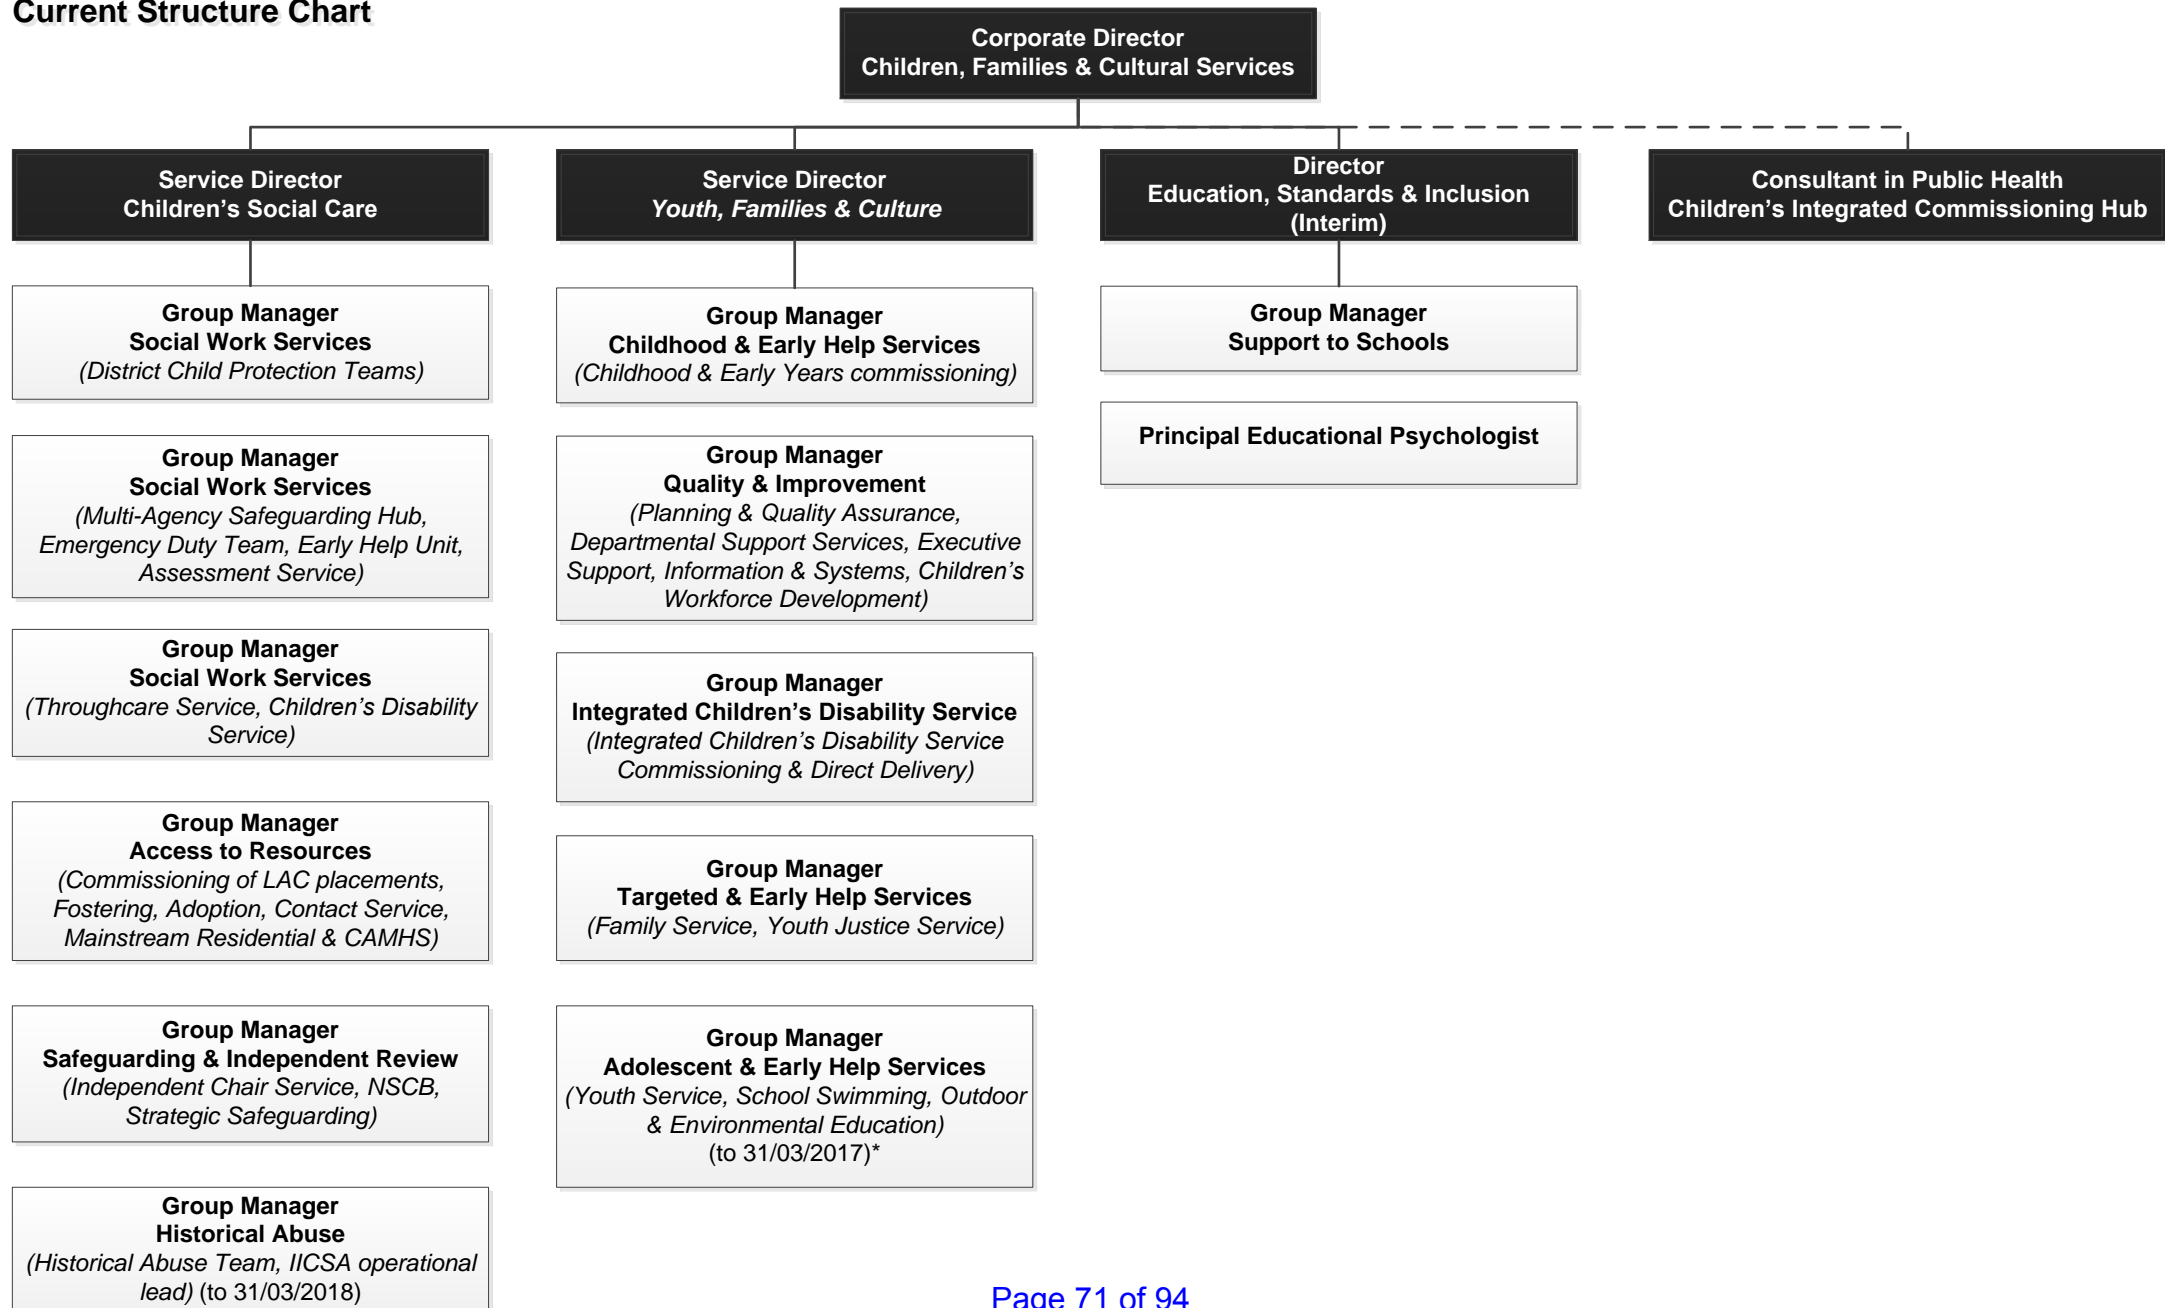 Current Structure Chart
Corporate Director
Children, Families & Cultural Services
Service Director
Children's Social Care
Service Director
Youth, Families & Culture
Director
Education, Standards & Inclusion
(Interim)
Consultant in Public Health
Children's Integrated Commissioning Hub
Group Manager
Social Work Services
(District Child Protection Teams)
Group Manager
Social Work Services
(Multi-Agency Safeguarding Hub,
Emergency Duty Team, Early Help Unit,
Assessment Service)
Group Manager
Social Work Services
(Throughcare Service, Children's Disability
Service)
Group Manager
Access to Resources
(Commissioning of LAC placements,
Fostering, Adoption, Contact Service,
Mainstream Residential & CAMHS)
Group Manager
Safeguarding & Independent Review
(Independent Chair Service, NSCB,
Strategic Safeguarding)
Group Manager
Historical Abuse
(Historical Abuse Team, IICSA operational
lead) (to 31/03/2018)
Group Manager
Childhood & Early Help Services
(Childhood & Early Years commissioning)
Group Manager
Quality & Improvement
(Planning & Quality Assurance,
Departmental Support Services, Executive
Support, Information & Systems, Children's
Workforce Development)
Group Manager
Integrated Children's Disability Service
(Integrated Children's Disability Service
Commissioning & Direct Delivery)
Group Manager
Targeted & Early Help Services
(Family Service, Youth Justice Service)
Group Manager
Adolescent & Early Help Services
(Youth Service, School Swimming, Outdoor
& Environmental Education)
(to 31/03/2017)*
Group Manager
Support to Schools
Principal Educational Psychologist
Page 71 of 94